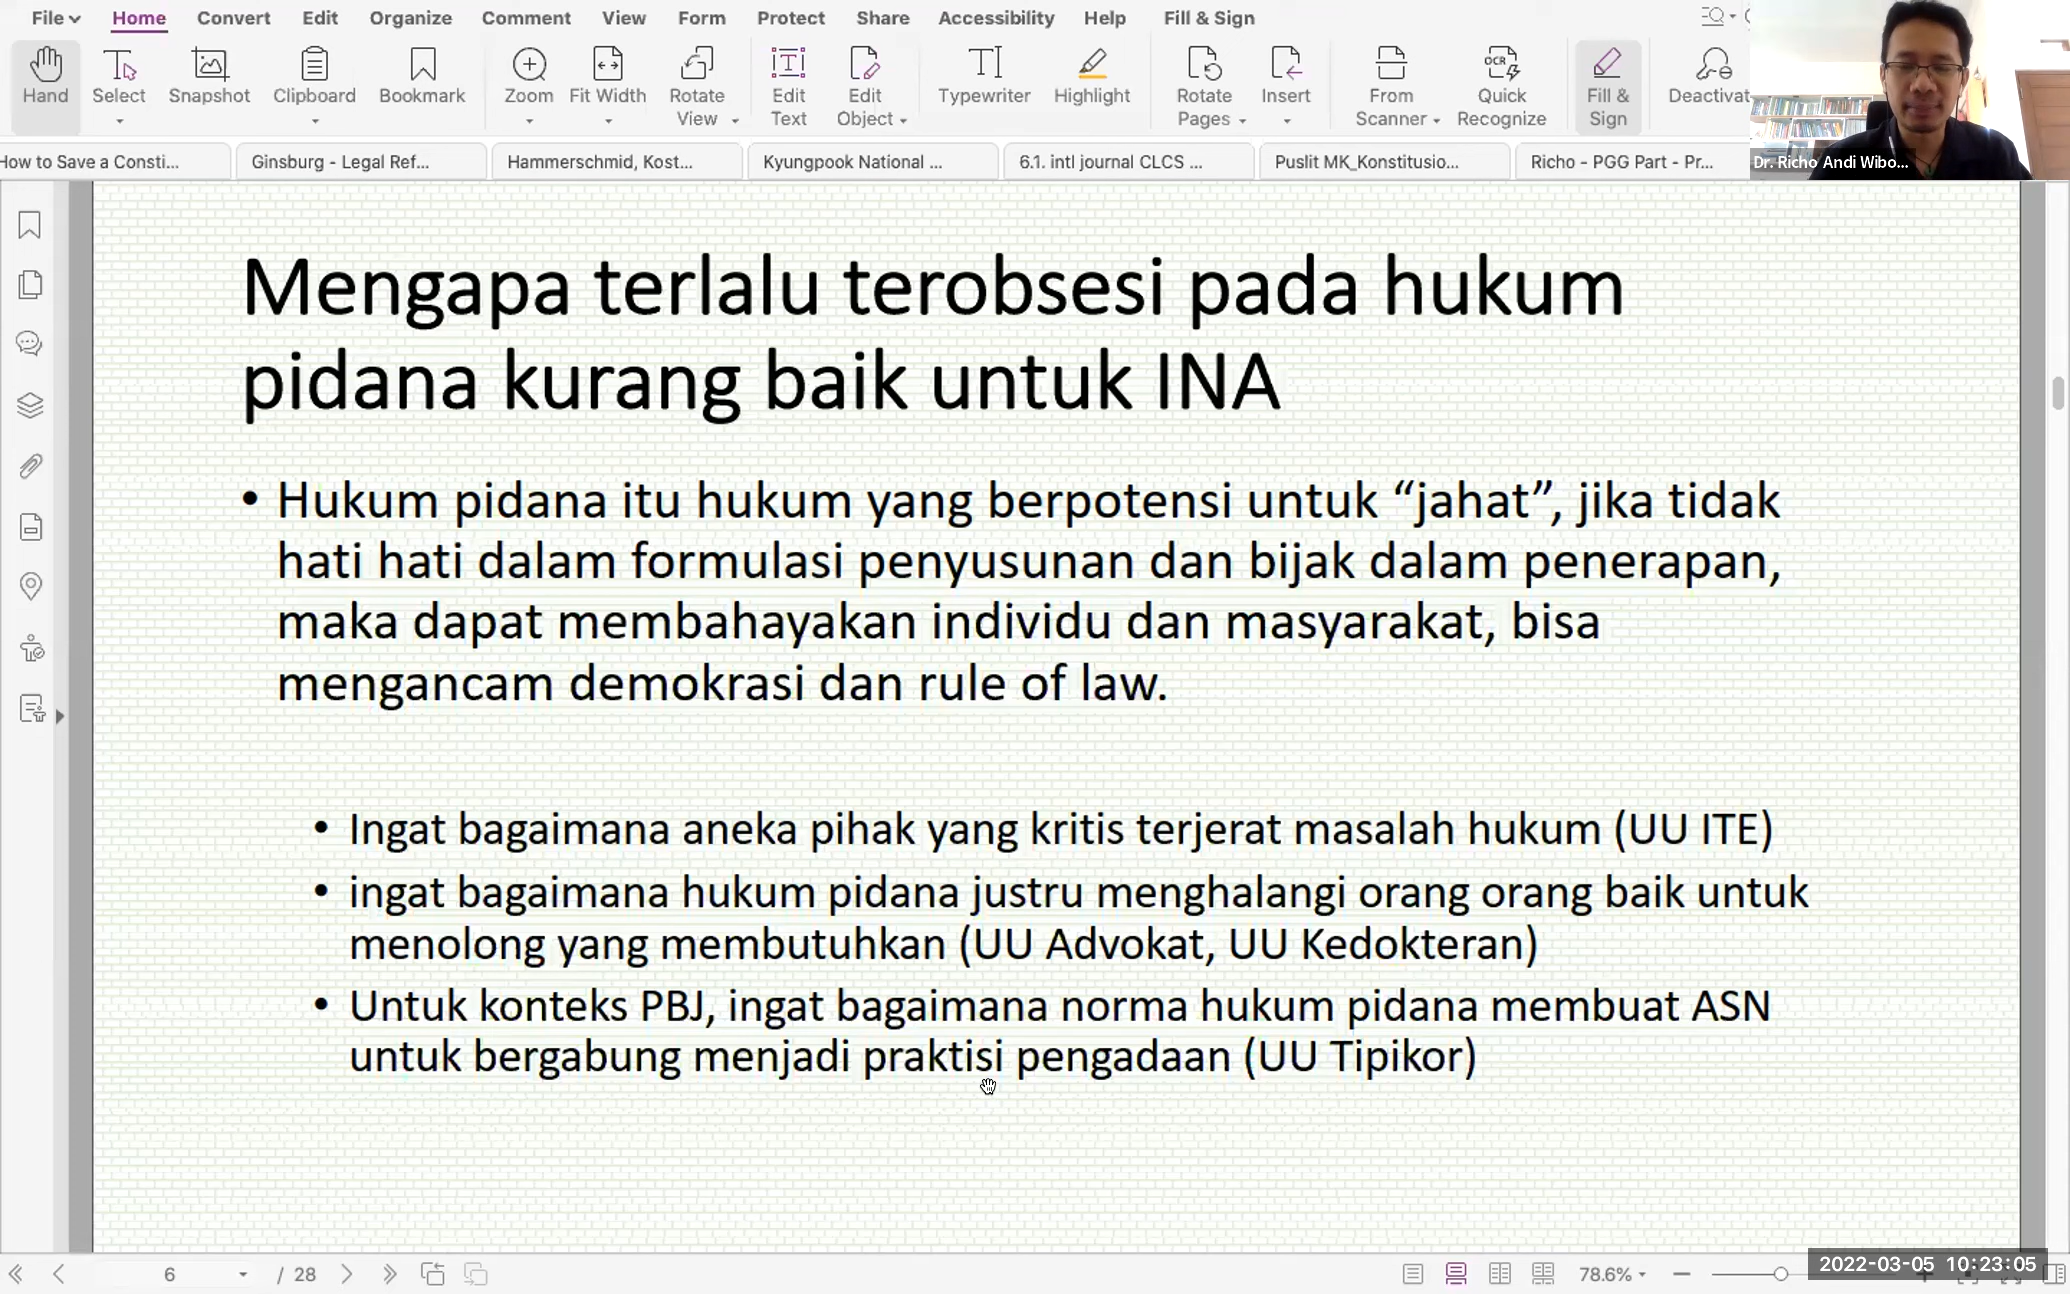 File Home Convert Edit Organize Comment View Form Protect Share Accessibility Help Fill & Sign
Hand Select Snapshot Clipboard Bookmark Zoom Fit Width Rotate View Edit Text Edit Object Typewriter Highlight Rotate Pages Insert From Scanner Quick Recognize Fill & Sign Deactivat
How to Save a Consti... Ginsburg - Legal Ref... Hammerschmid, Kost... Kyungpook National ... 6.1. intl journal CLCS ... Puslit MK_Konstitusio... Richo - PGG Part - Pr...
Dr. Richo Andi Wibo...
Mengapa terlalu terobsesi pada hukum
pidana kurang baik untuk INA
• Hukum pidana itu hukum yang berpotensi untuk “jahat”, jika tidak
hati hati dalam formulasi penyusunan dan bijak dalam penerapan,
maka dapat membahayakan individu dan masyarakat, bisa
mengancam demokrasi dan rule of law.
• Ingat bagaimana aneka pihak yang kritis terjerat masalah hukum (UU ITE)
• ingat bagaimana hukum pidana justru menghalangi orang orang baik untuk
menolong yang membutuhkan (UU Advokat, UU Kedokteran)
• Untuk konteks PBJ, ingat bagaimana norma hukum pidana membuat ASN
untuk bergabung menjadi praktisi pengadaan (UU Tipikor)
6 / 28 78.6%
2022-03-05 10:23:05